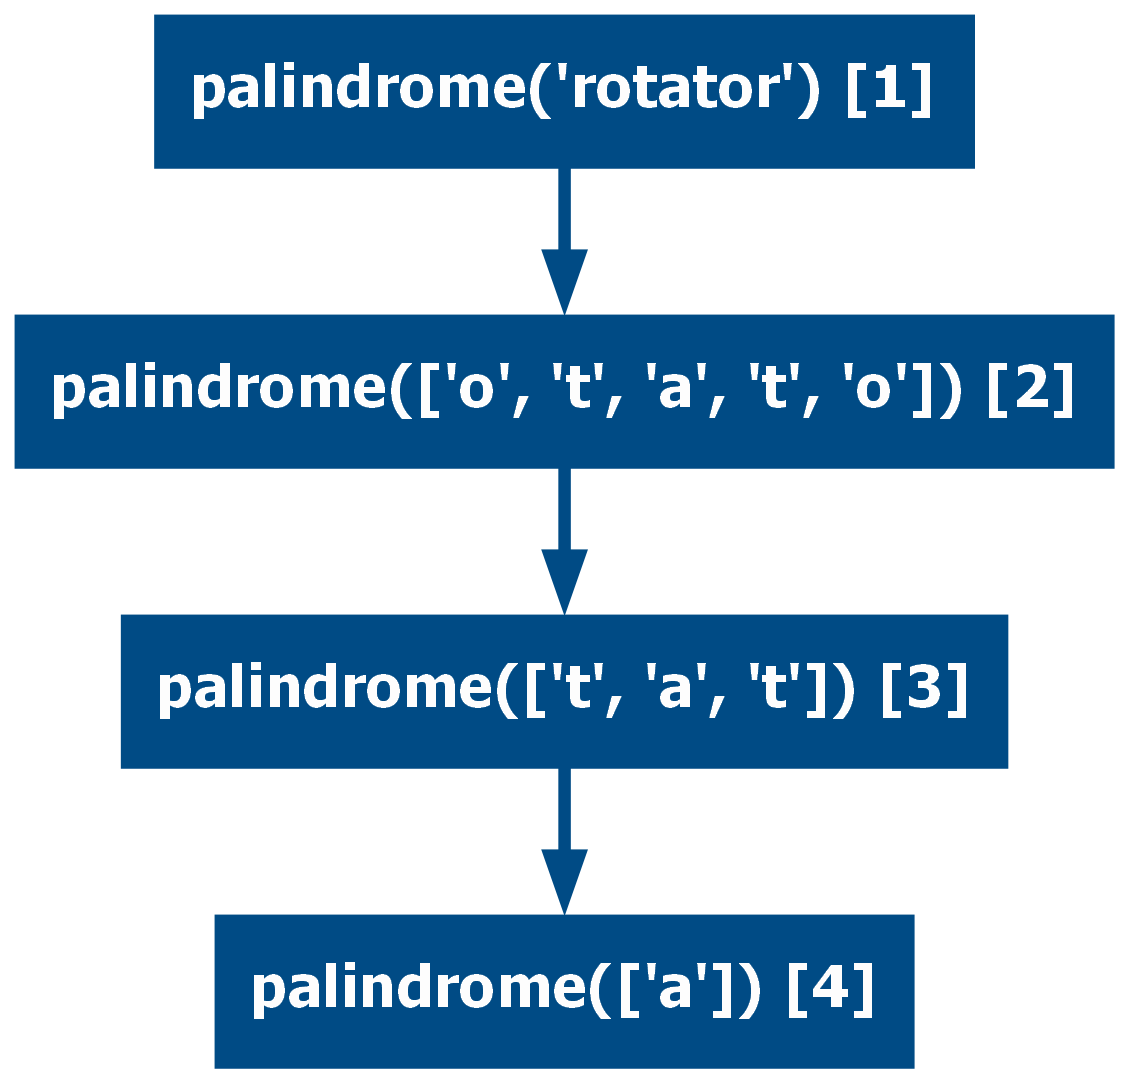 palindrome('rotator') [1]
palindrome(['o', 't', 'a', 't', 'o']) [2]
palindrome(['t', 'a', 't']) [3]
palindrome(['a']) [4]